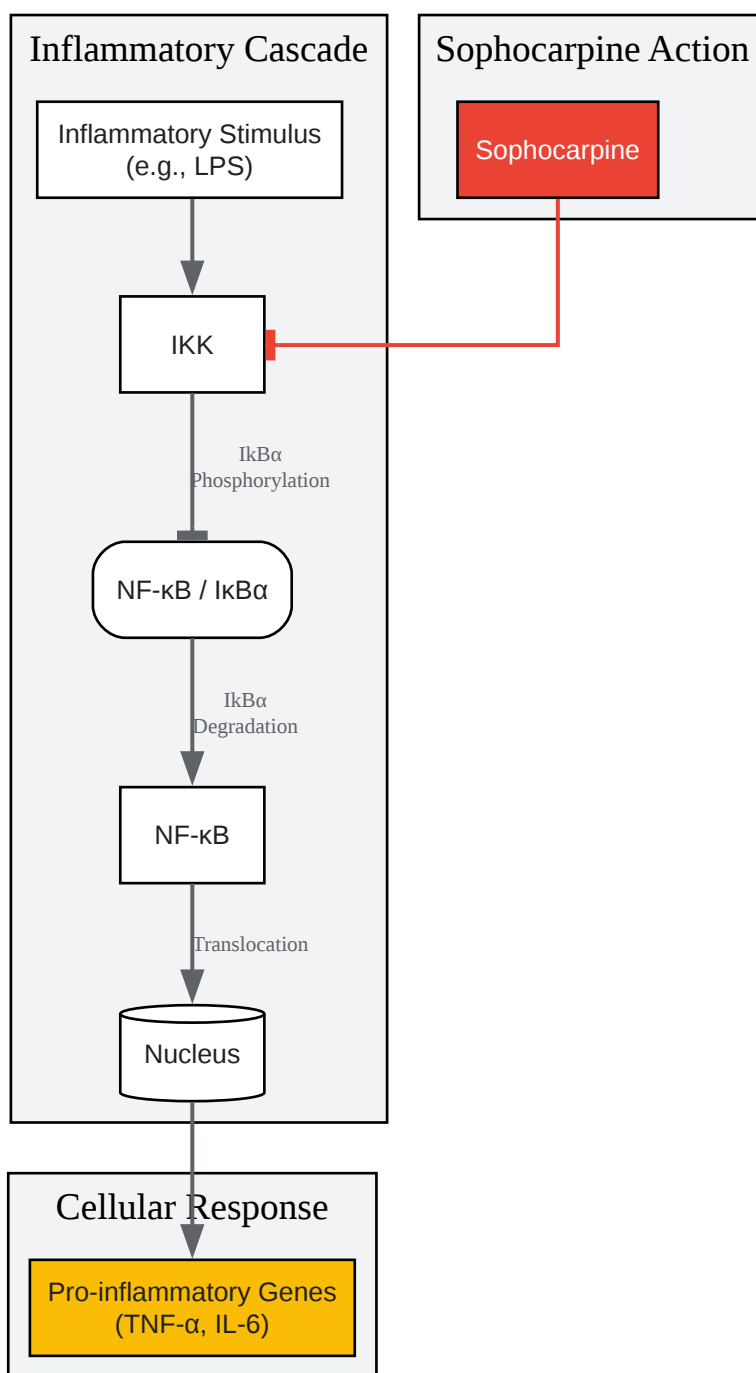 Inflammatory Cascade
Sophocarpine Action
Inflammatory Stimulus
(e.g., LPS)
Sophocarpine
IKK
IkBα
Phosphorylation
NF-κB / IκBα
IkBα
Degradation
NF-κB
Translocation
Nucleus
Cellular Response
Pro-inflammatory Genes
(TNF-α, IL-6)